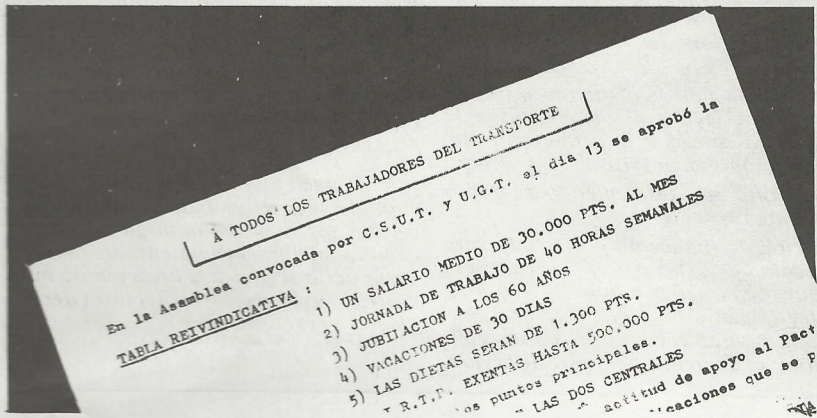 À TODOS LOS TRABAJADORES DEL TRANSPORTE
En la Asamblea convocada por C.S.U.T. y U.G.T. el dia 13 se aprobó la
TABLA REIVINDICATIVA :
1) UN SALARIO MEDIO DE 30.000 PTS. AL MES
2) JORNADA DE TRABAJO DE 40 HORAS SEMANALES
3) JUBILACION A LOS 60 AÑOS
4) VACACIONES DE 30 DIAS
5) LAS DIETAS SERAN DE 1.300 PTS.
I.R.T.P. EXENTAS HASTA 500.000 PTS.
los puntos principales.
LAS DOS CENTRALES
actitud de apoyo al Pact
que se p